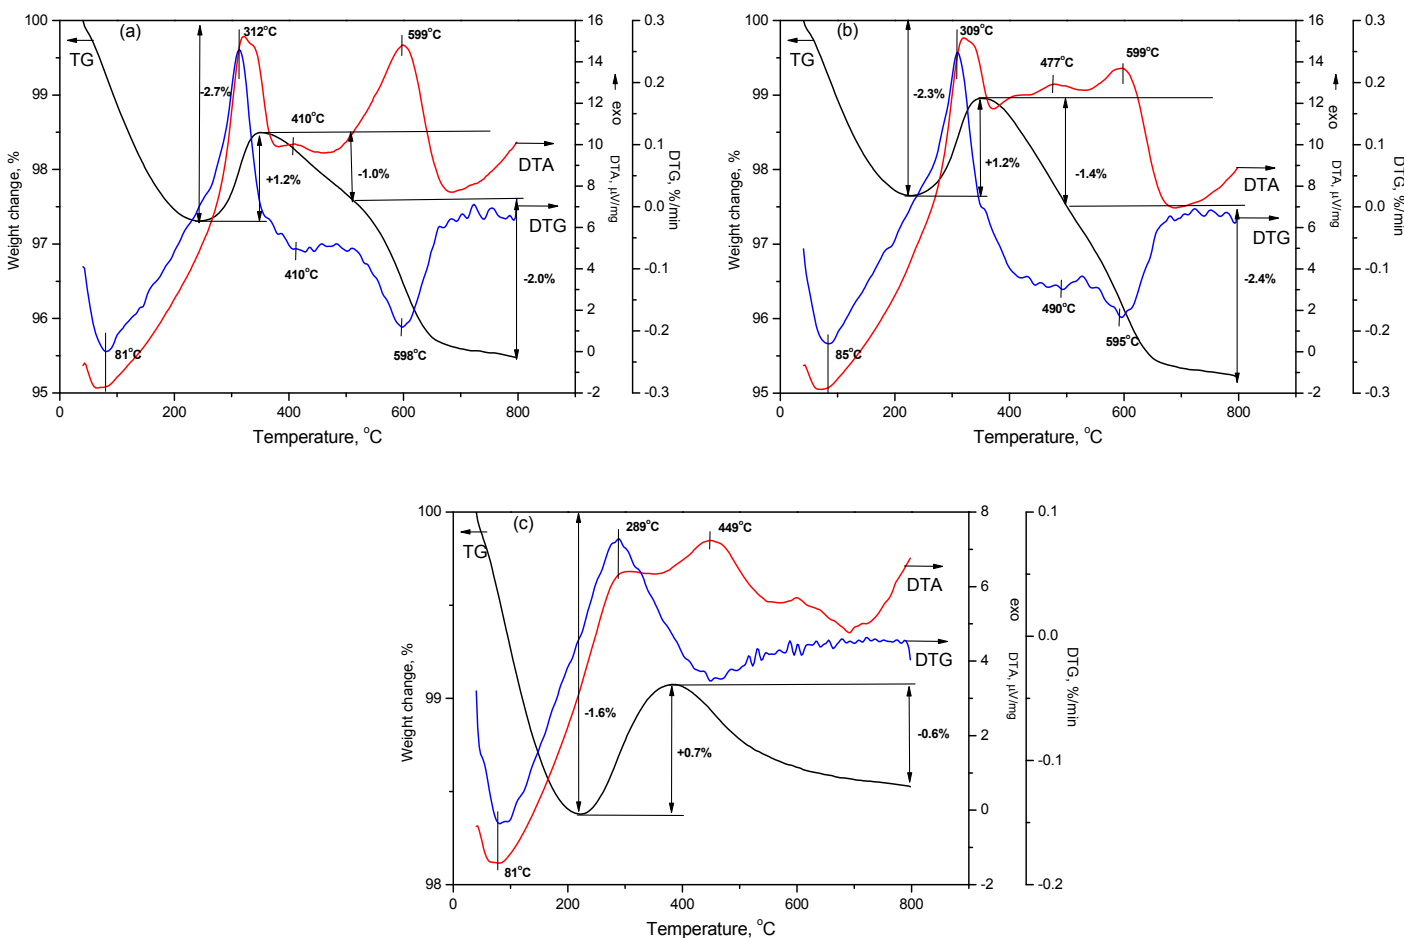 (a)
TG
-2.7%
312°C
410°C
599°C
+1.2%
-1.0%
-2.0%
DTA
DTG
81°C
410°C
598°C
100
99
98
97
96
95
Weight change, %
0
200
400
600
800
Temperature, °C
16
14
12
10
8
6
4
2
0
-2
exo
DTA, µV/mg
0.3
0.2
0.1
0.0
-0.1
-0.2
-0.3
DTG, %/min
(b)
TG
-2.3%
309°C
477°C
599°C
+1.2%
-1.4%
-2.4%
DTA
DTG
85°C
490°C
595°C
100
99
98
97
96
95
Weight change, %
0
200
400
600
800
Temperature, °C
16
14
12
10
8
6
4
2
0
-2
exo
DTA, µV/mg
0.3
0.2
0.1
0.0
-0.1
-0.2
-0.3
DTG, %/min
(c)
TG
289°C
449°C
DTA
DTG
-1.6%
+0.7%
-0.6%
81°C
100
99
98
Weight change, %
0
200
400
600
800
Temperature, °C
8
6
4
2
0
-2
exo
DTA, µV/mg
0.1
0.0
-0.1
-0.2
DTG, %/min